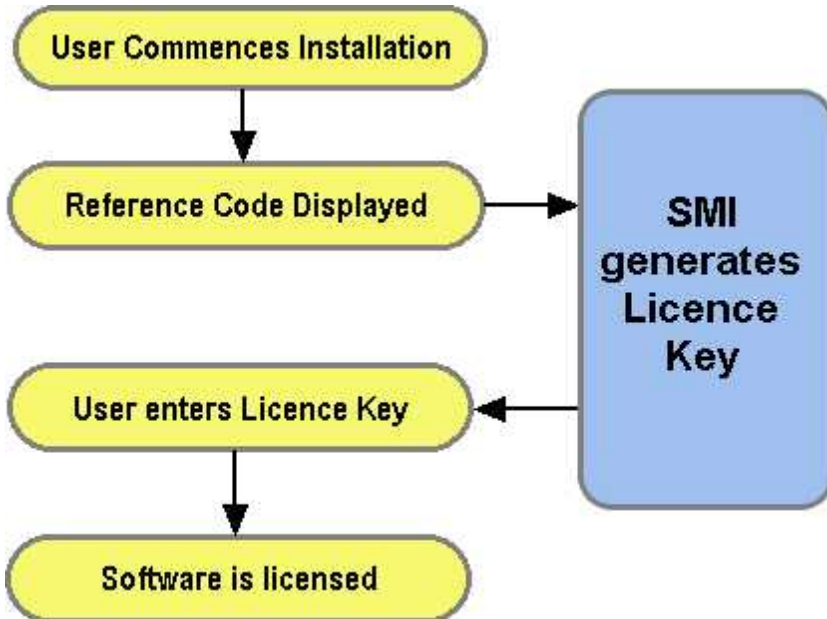 User Commences Installation
Reference Code Displayed
SMI
generates
Licence
Key
User enters Licence Key
Software is licensed